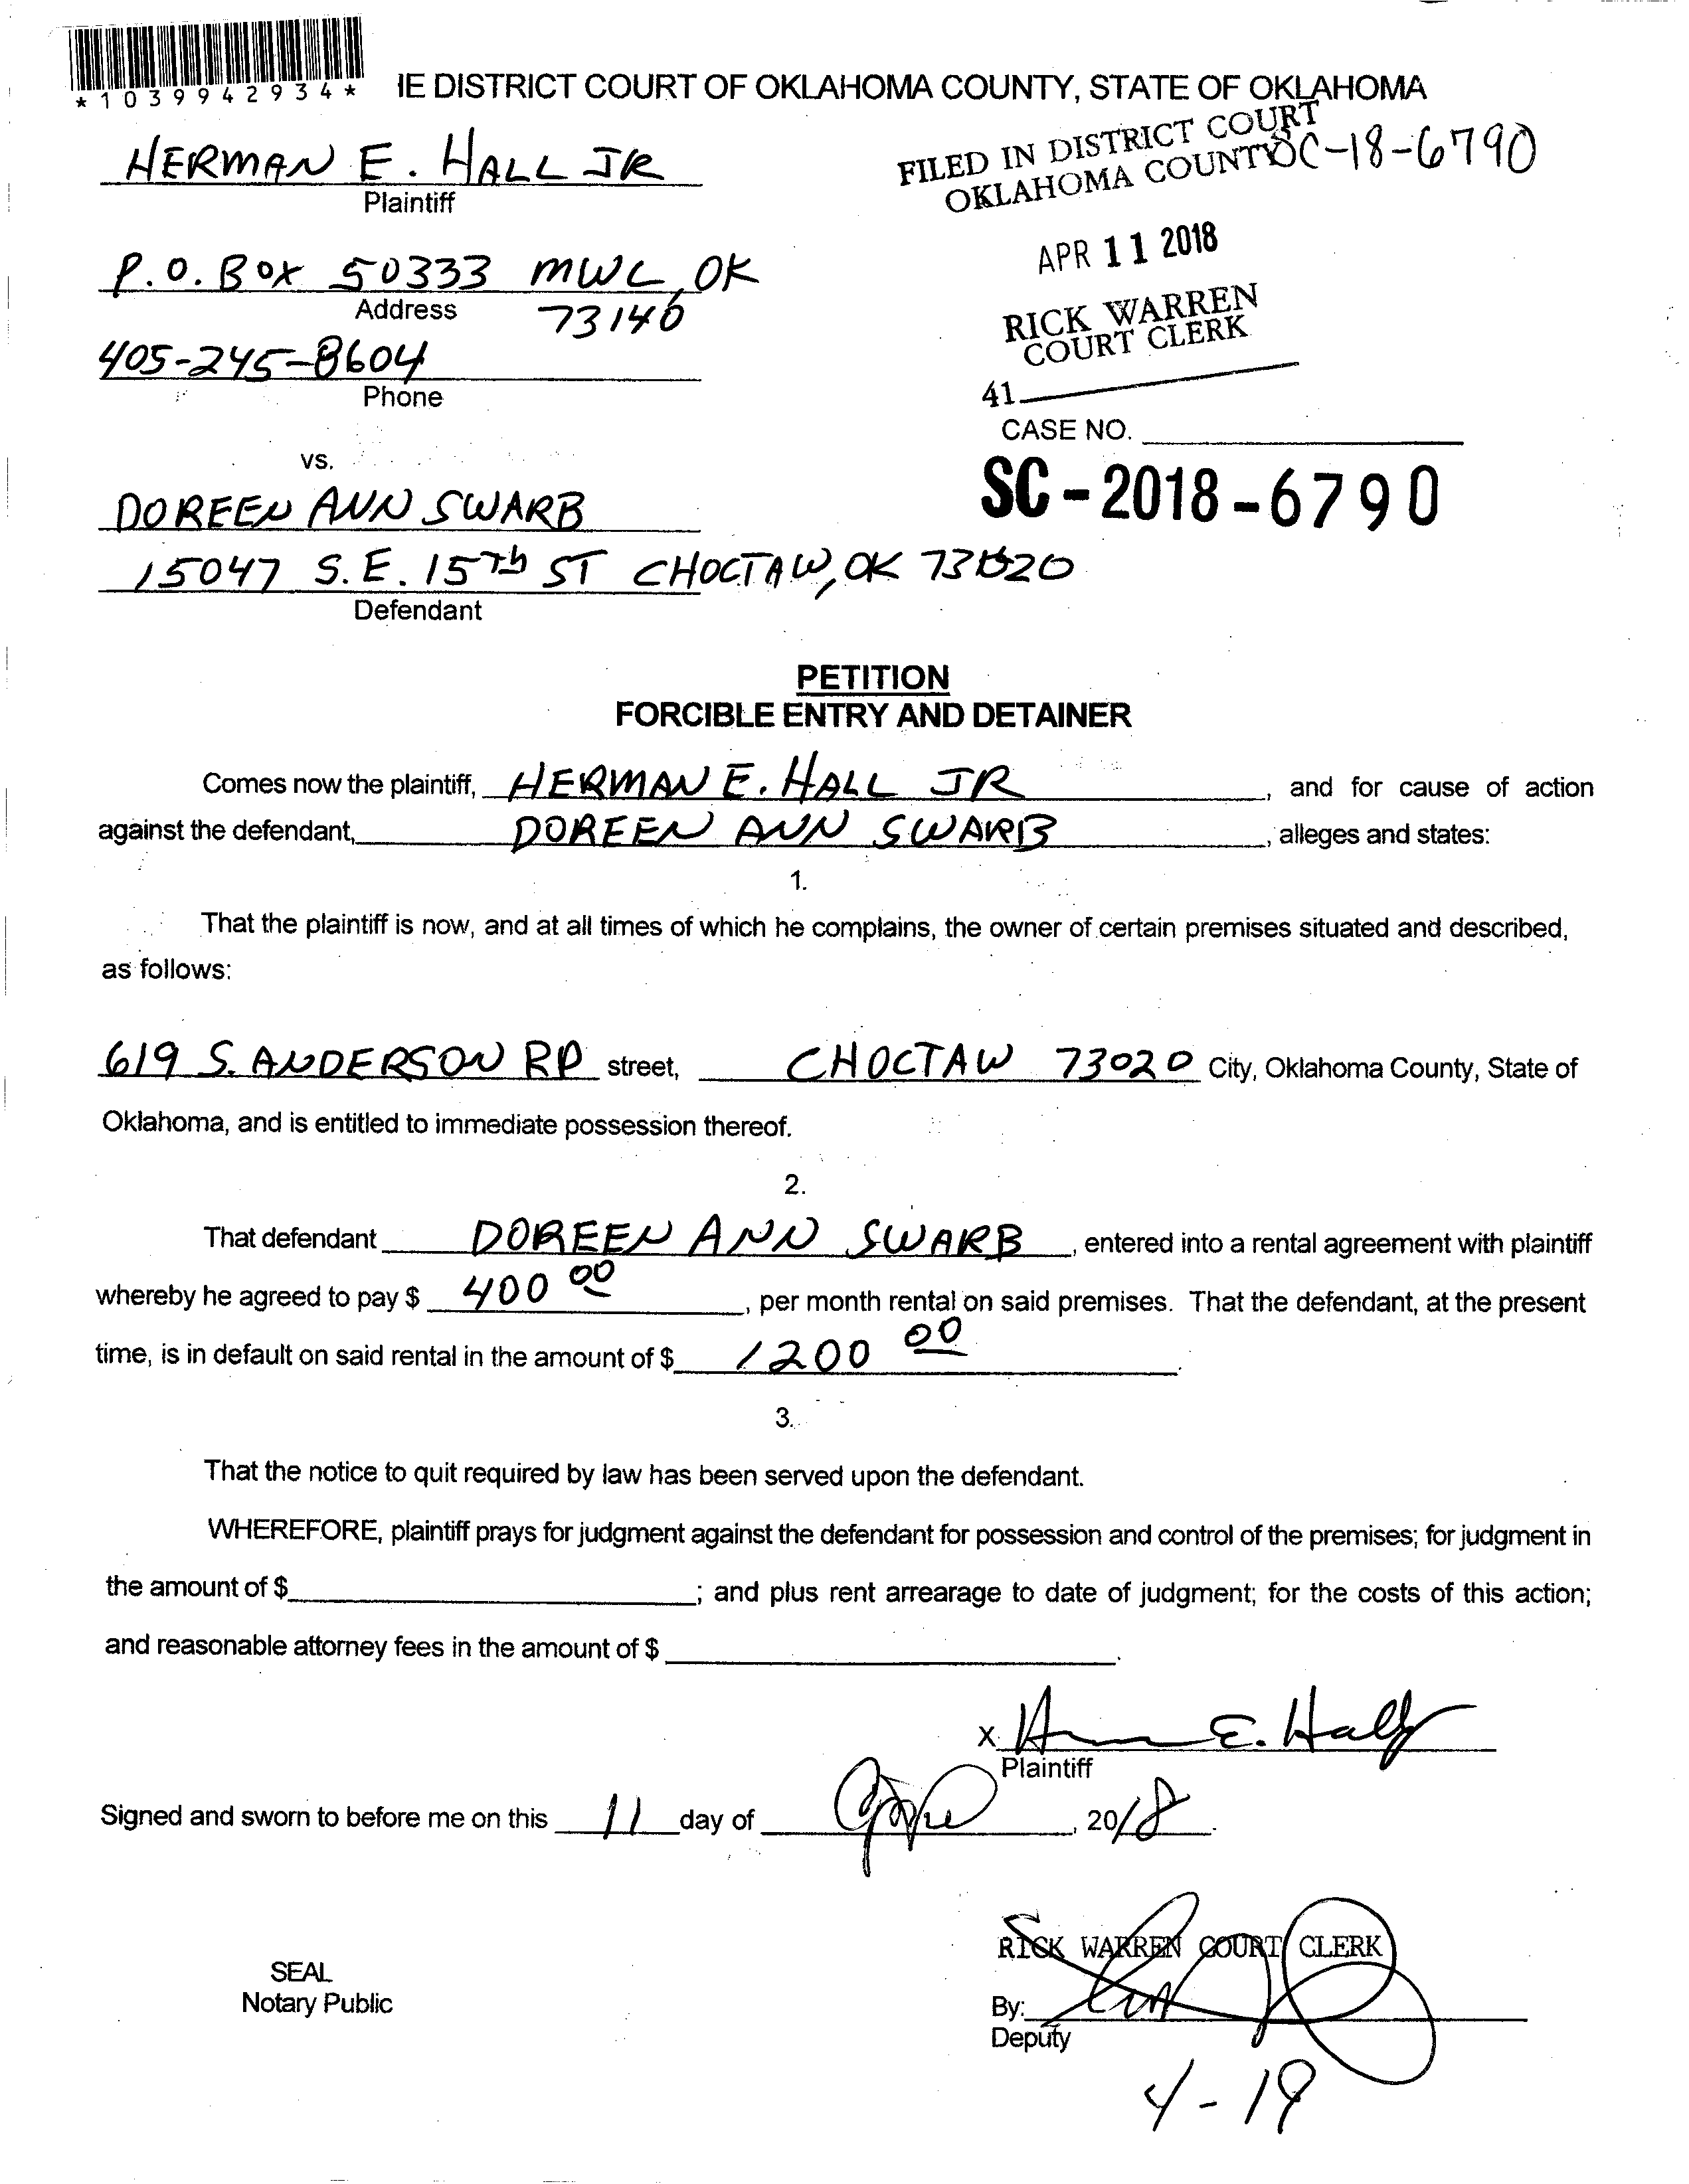 *1039942934*
IE DISTRICT COURT OF OKLAHOMA COUNTY, STATE OF OKLAHOMA
FILED IN DISTRICT COURT
OKLAHOMA COUNTY SC-18-6790
HERMAN E. HALL JR
Plaintiff
APR 11 2018
P.O. BOX 50333 MWC, OK
Address 73140
RICK WARREN
COURT CLERK
405-245-8604
Phone
41
CASE NO.
vs.
SC-2018-6790
DOREEN ANN SWARB
15047 S.E. 15Th ST CHOCTAW, OK 73020
Defendant
PETITION
FORCIBLE ENTRY AND DETAINER
Comes now the plaintiff, HERMAN E. HALL JR, and for cause of action
against the defendant, DOREEN ANN SWARB, alleges and states:
1.
That the plaintiff is now, and at all times of which he complains, the owner of certain premises situated and described,
as follows:
619 S. ANDERSON RD street, CHOCTAW 73020 City, Oklahoma County, State of
Oklahoma, and is entitled to immediate possession thereof.
2.
That defendant DOREEN ANN SWARB, entered into a rental agreement with plaintiff
whereby he agreed to pay $ 400 00, per month rental on said premises. That the defendant, at the present
time, is in default on said rental in the amount of $ 1200 00.
3.
That the notice to quit required by law has been served upon the defendant.
WHEREFORE, plaintiff prays for judgment against the defendant for possession and control of the premises; for judgment in
the amount of $ ; and plus rent arrearage to date of judgment; for the costs of this action;
and reasonable attorney fees in the amount of $ .
X E. Hall
Plaintiff
Signed and sworn to before me on this 11 day of , 2018.
RICK WARREN COURT CLERK
SEAL
Notary Public
By:
Deputy
4-19